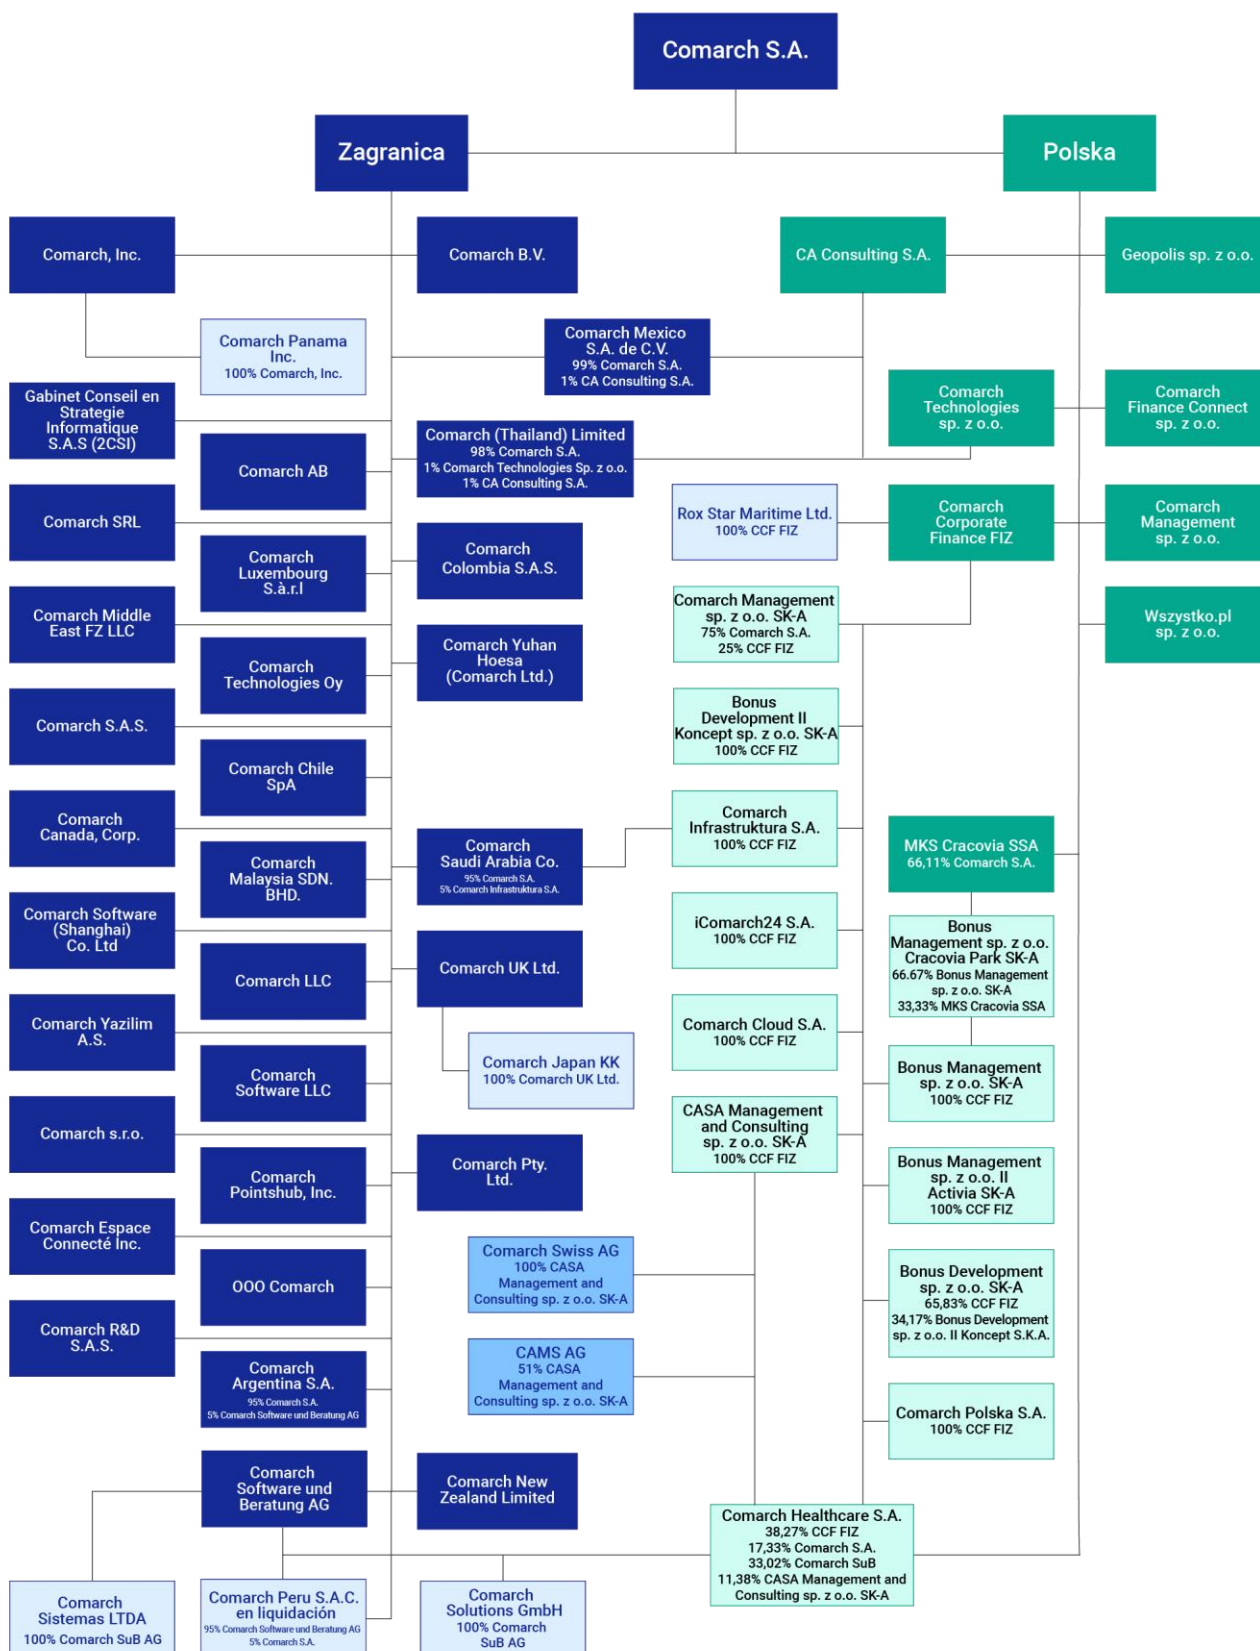 Comarch S.A.
Zagranica
Polska
Comarch, Inc.
Comarch B.V.
CA Consulting S.A.
Geopolis sp. z o.o.
Comarch Panama
Inc.
100% Comarch, Inc.
Comarch Mexico
S.A. de C.V.
99% Comarch S.A.
1% CA Consulting S.A.
Gabinet Conseil en
Strategie
Informatique
S.A.S (2CSI)
Comarch
Technologies
sp. z o.o.
Comarch
Finance Connect
sp. z o.o.
Comarch AB
Comarch (Thailand) Limited
98% Comarch S.A.
1% Comarch Technologies Sp. z o.o.
1% CA Consulting S.A.
Comarch SRL
Rox Star Maritime Ltd.
100% CCF FIZ
Comarch
Corporate
Finance FIZ
Comarch
Management
sp. z o.o.
Comarch
Luxembourg
S.à.r.l
Comarch
Colombia S.A.S.
Comarch Middle
East FZ LLC
Comarch Management
sp. z o.o. SK-A
75% Comarch S.A.
25% CCF FIZ
Wszystko.pl
sp. z o.o.
Comarch
Technologies Oy
Comarch Yuhan
Hoesa
(Comarch Ltd.)
Comarch S.A.S.
Bonus
Development II
Koncept sp. z o.o. SK-A
100% CCF FIZ
Comarch Chile
SpA
Comarch
Canada, Corp.
Comarch
Infrastruktura S.A.
100% CCF FIZ
Comarch
Malaysia SDN.
BHD.
Comarch
Saudi Arabia Co.
95% Comarch S.A.
5% Comarch Infrastruktura S.A.
MKS Cracovia SSA
66,11% Comarch S.A.
Comarch Software
(Shanghai)
Co. Ltd
iComarch24 S.A.
100% CCF FIZ
Bonus
Management sp. z o.o.
Cracovia Park SK-A
66.67% Bonus Management
sp. z o.o. SK-A
33,33% MKS Cracovia SSA
Comarch LLC
Comarch UK Ltd.
Comarch Yazilim
A.S.
Comarch Cloud S.A.
100% CCF FIZ
Comarch
Software LLC
Comarch Japan KK
100% Comarch UK Ltd.
Bonus Management
sp. z o.o. SK-A
100% CCF FIZ
Comarch s.r.o.
CASA Management
and Consulting
sp. z o.o. SK-A
100% CCF FIZ
Comarch
Pointshub, Inc.
Comarch Pty.
Ltd.
Bonus Management
sp. z o.o. II
Activia SK-A
100% CCF FIZ
Comarch Espace
Connecté Inc.
OOO Comarch
Comarch Swiss AG
100% CASA
Management and
Consulting sp. z o.o. SK-A
Bonus Development
sp. z o.o. SK-A
65,83% CCF FIZ
34,17% Bonus Development
sp. z o.o. II Koncept S.K.A.
Comarch R&D
S.A.S.
CAMS AG
51% CASA
Management and
Consulting sp. z o.o. SK-A
Comarch
Argentina S.A.
95% Comarch S.A.
5% Comarch Software und Beratung AG
Comarch Polska S.A.
100% CCF FIZ
Comarch
Software und
Beratung AG
Comarch New
Zealand Limited
Comarch Healthcare S.A.
38,27% CCF FIZ
17,33% Comarch S.A.
33,02% Comarch SuB
11,38% CASA Management and
Consulting sp. z o.o. SK-A
Comarch
Sistemas LTDA
100% Comarch SuB AG
Comarch Peru S.A.C.
en liquidación
95% Comarch Software und Beratung AG
5% Comarch S.A.
Comarch
Solutions GmbH
100% Comarch
SuB AG